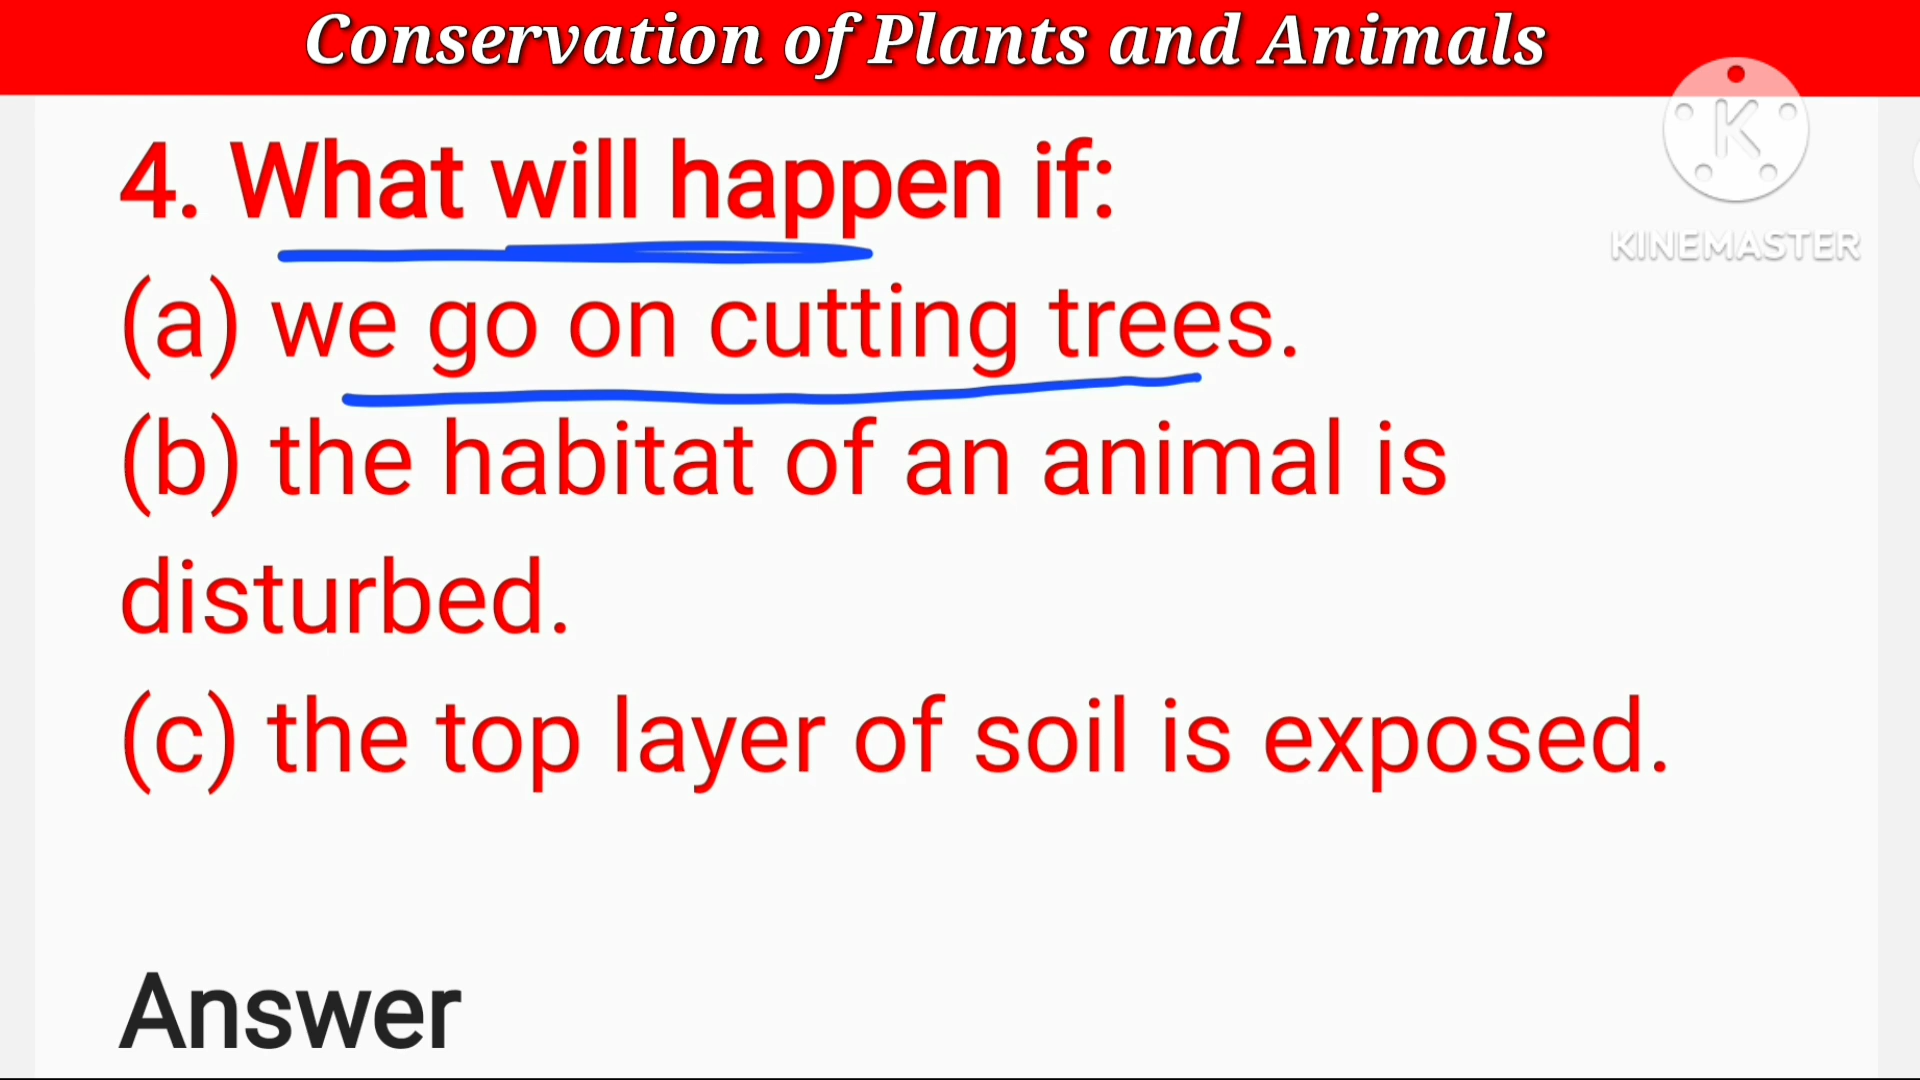 Conservation of Plants and Animals
4. What will happen if:
K
KINEMASTER
(a) we go on cutting trees.
(b) the habitat of an animal is
disturbed.
(c) the top layer of soil is exposed.
Answer